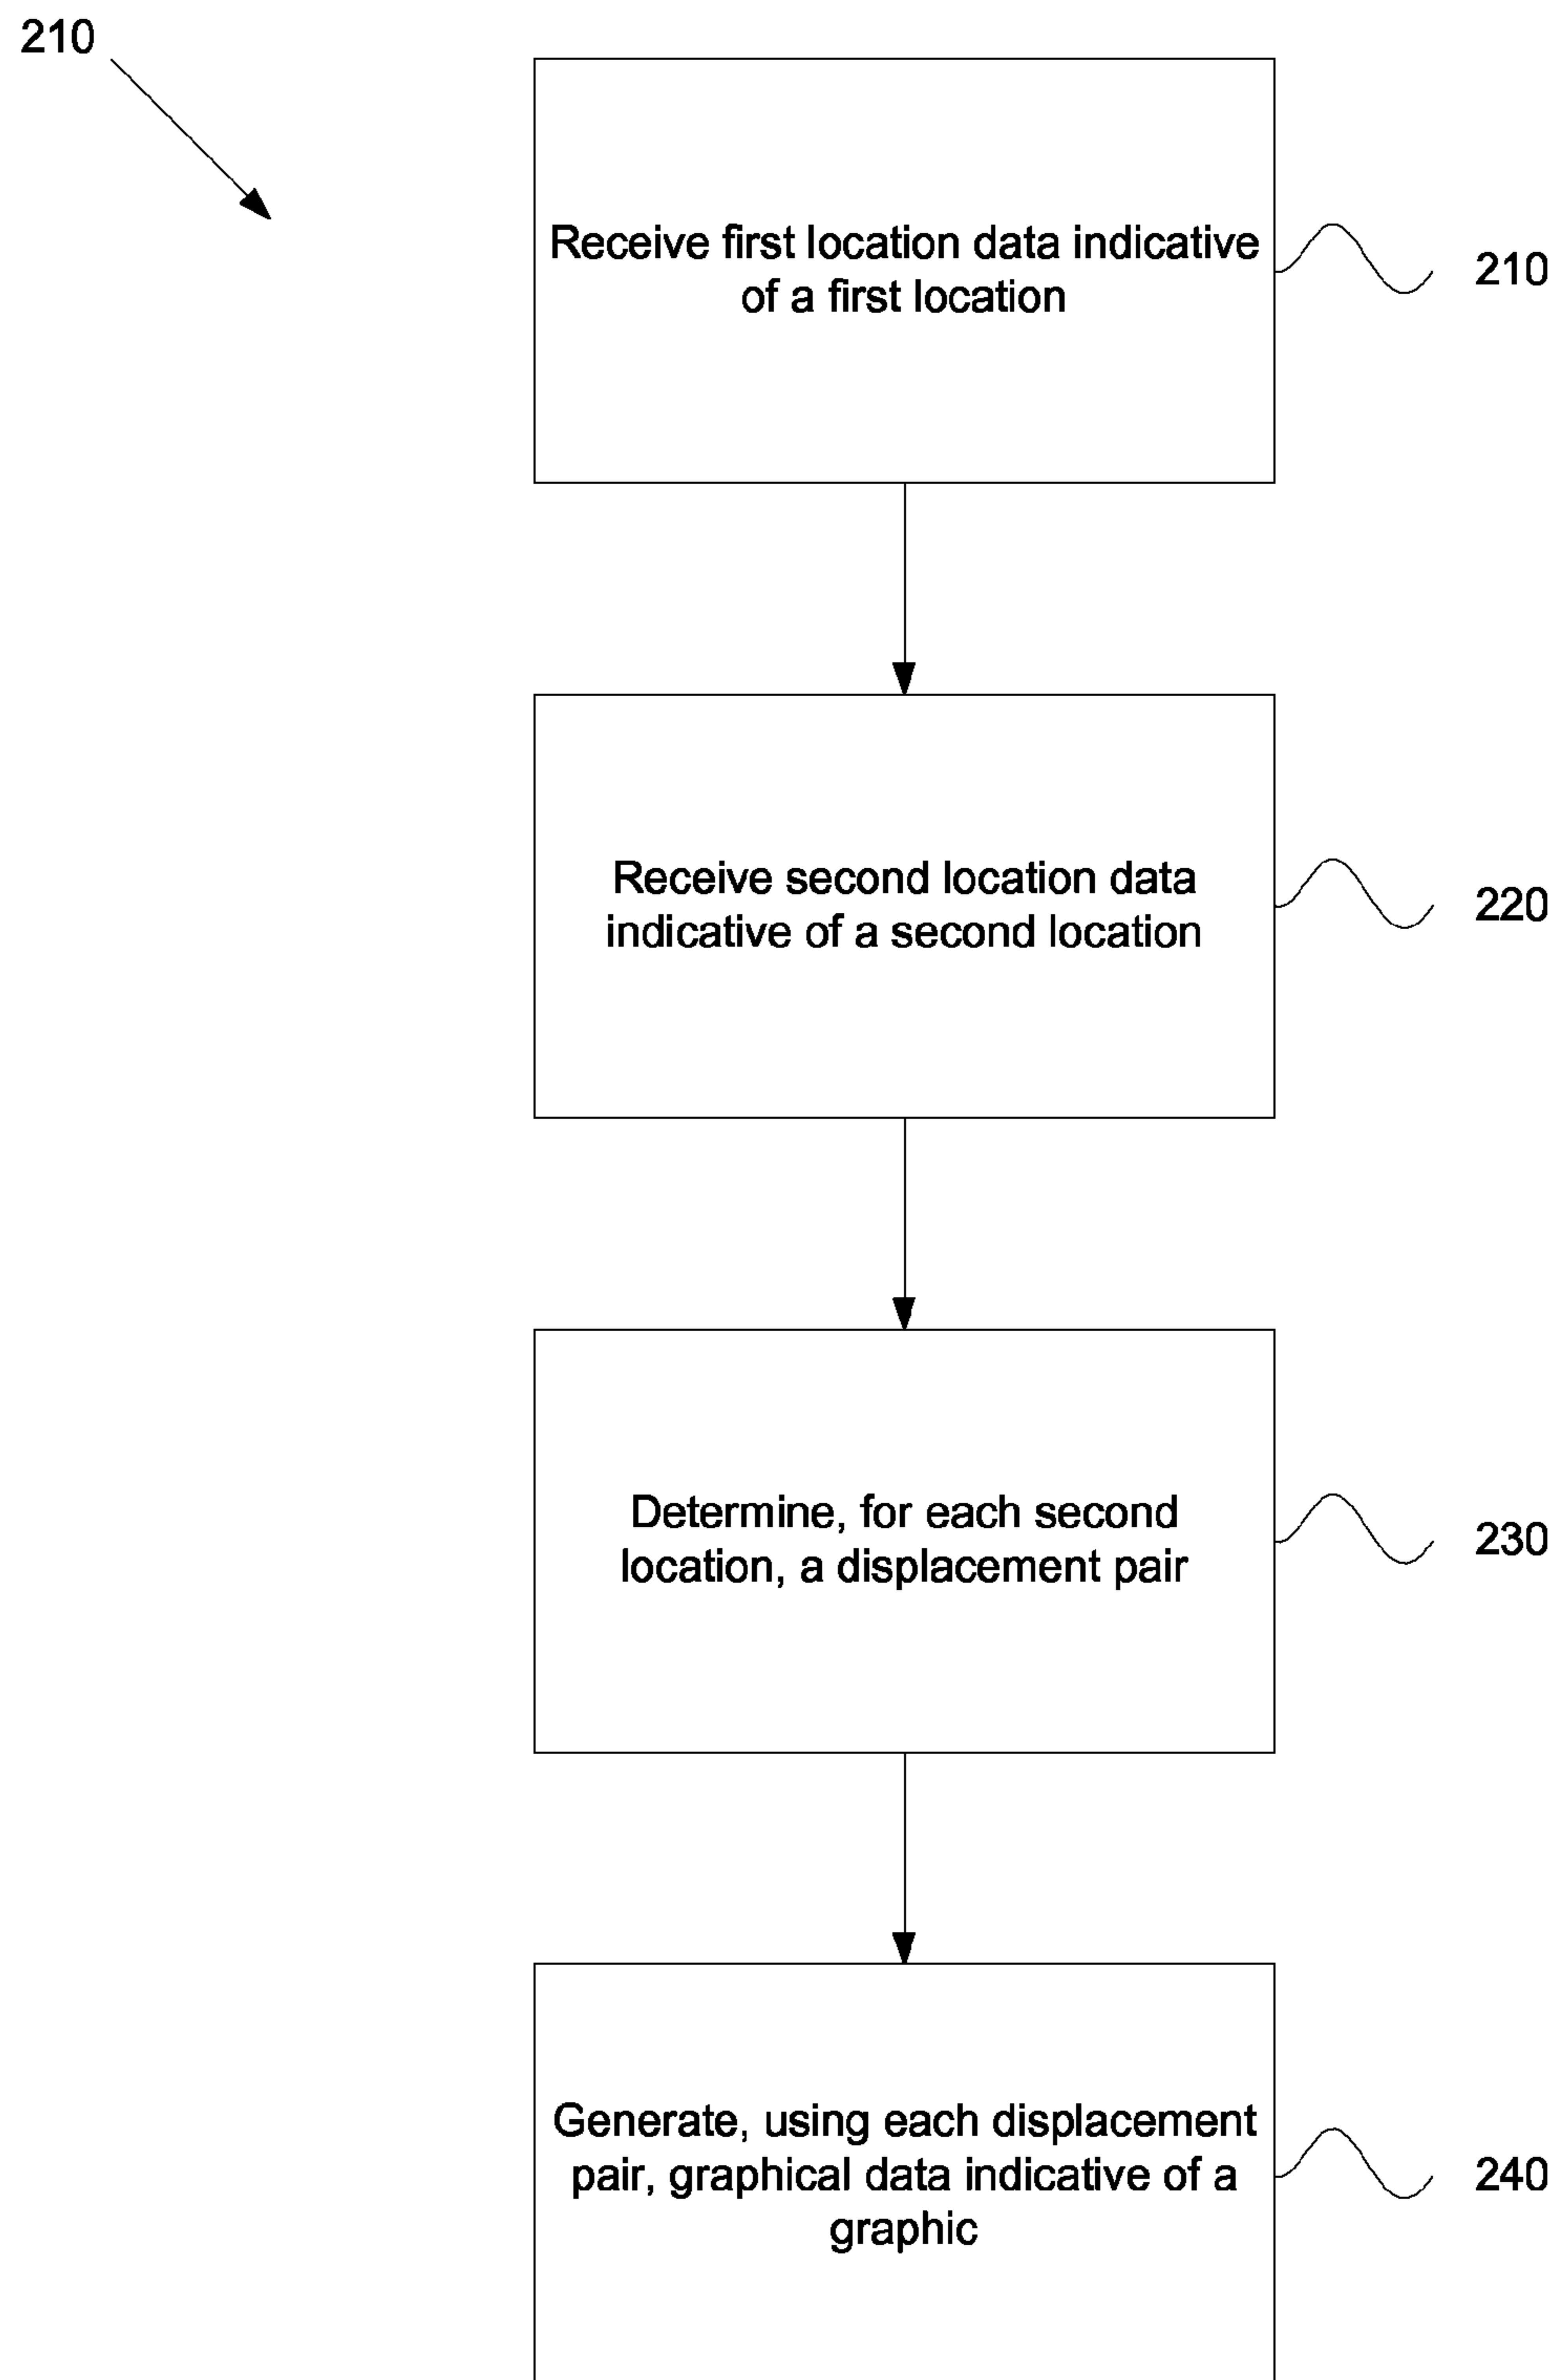 210
Receive first location data indicative
of a first location
210
Receive second location data
indicative of a second location
220
Determine, for each second
location, a displacement pair
230
Generate, using each displacement
pair, graphical data indicative of a
graphic
240